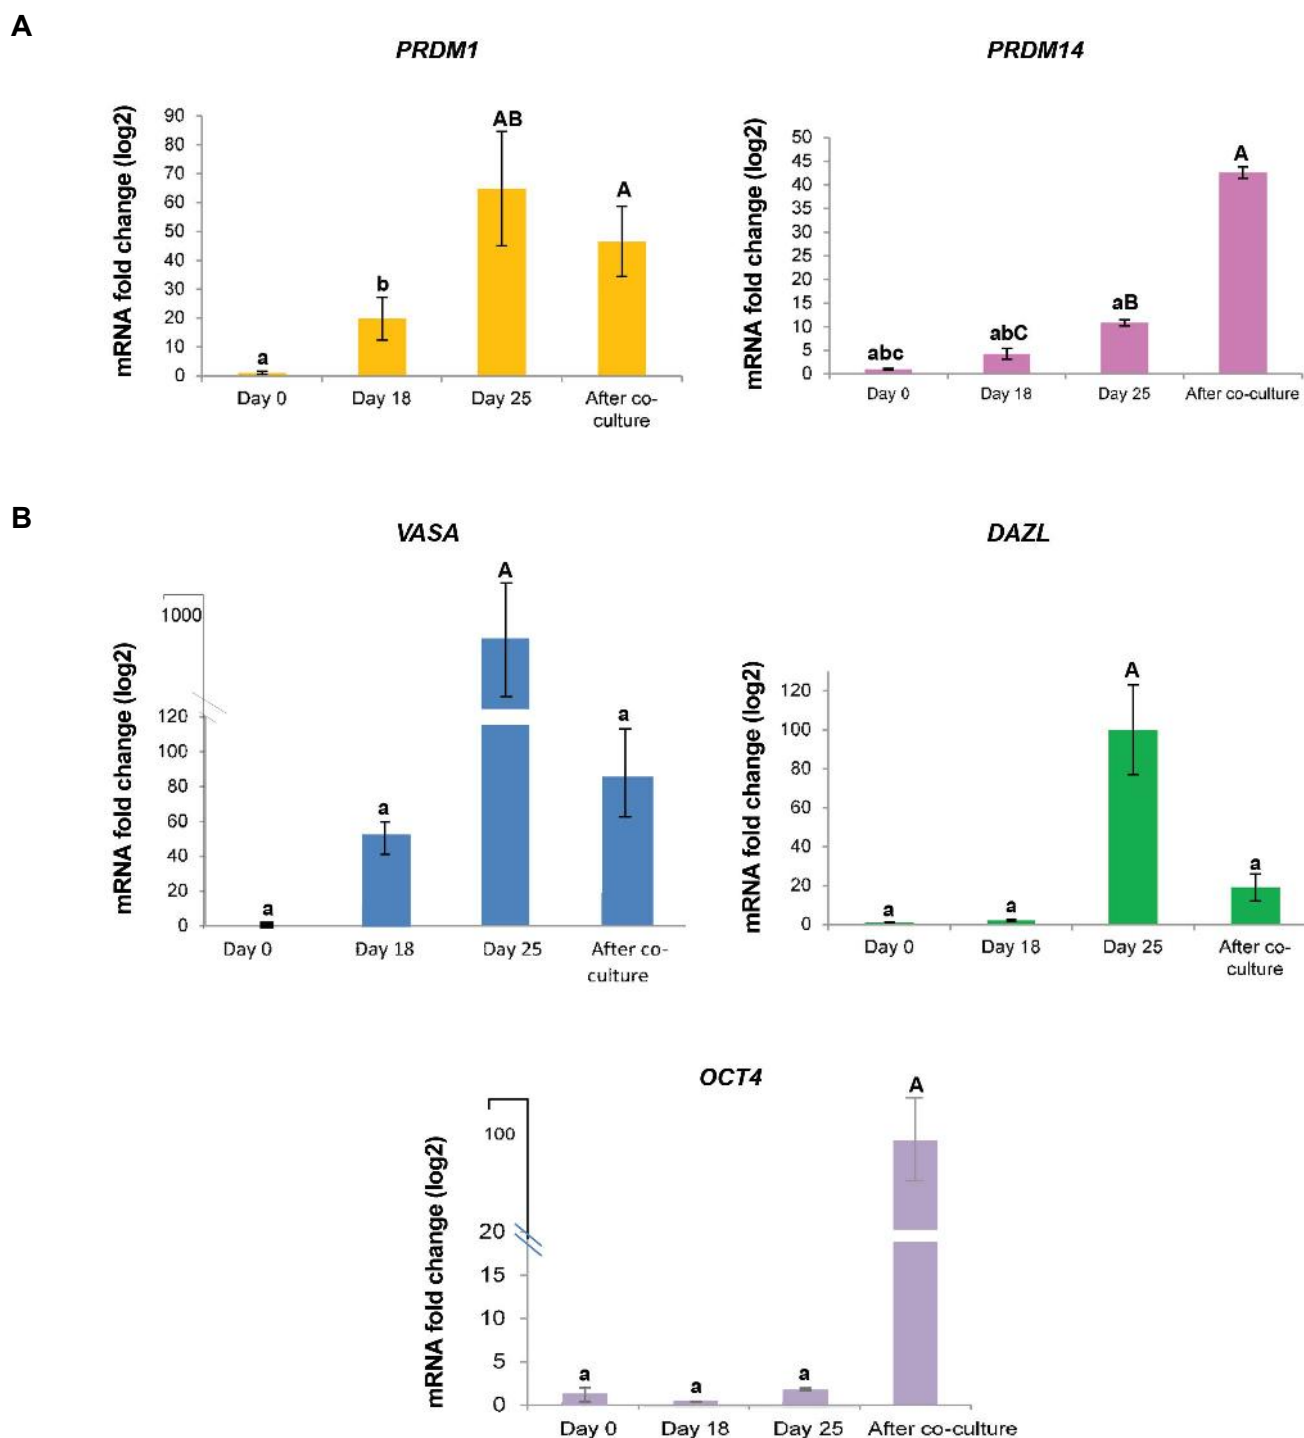 A
PRDM1
mRNA fold change (log2)
90
80
70
60
50
40
30
20
10
0
a
b
AB
A
Day 0
Day 18
Day 25
After co-
culture
PRDM14
mRNA fold change (log2)
50
45
40
35
30
25
20
15
10
5
0
abc
abC
aB
A
Day 0
Day 18
Day 25
After co-culture
B
VASA
mRNA fold change (log2)
1000
120
100
80
60
40
20
0
a
a
A
a
Day 0
Day 18
Day 25
After co-
culture
DAZL
mRNA fold change (log2)
120
100
80
60
40
20
0
a
a
A
a
Day 0
Day 18
Day 25
After co-
culture
OCT4
mRNA fold change (log2)
100
20
15
10
5
0
a
a
a
A
Day 0
Day 18
Day 25
After co-culture